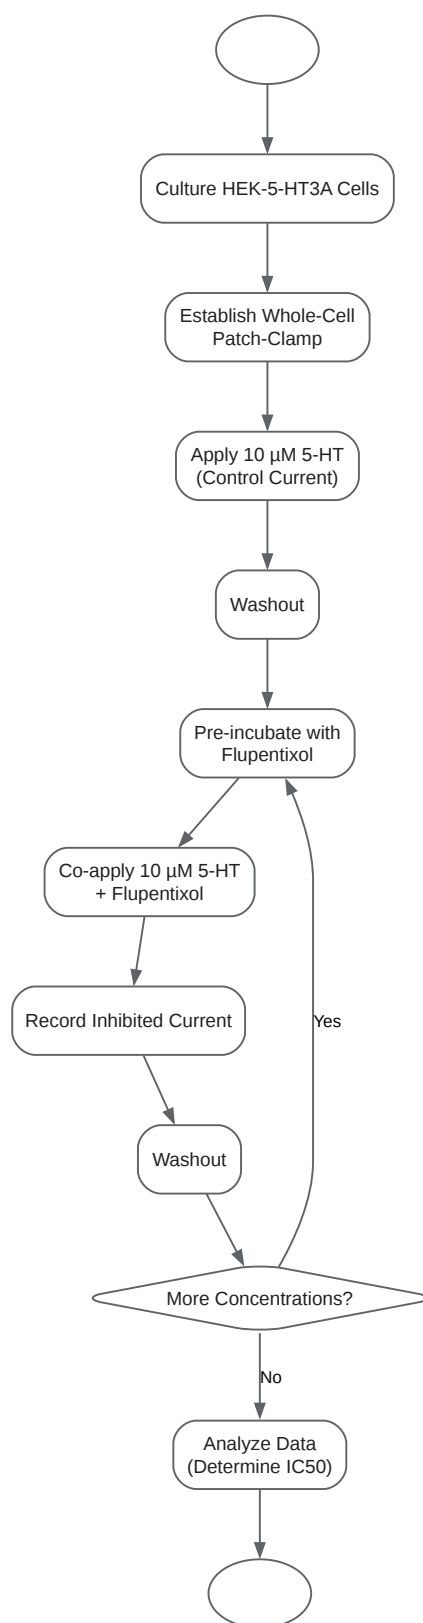 Culture HEK-5-HT3A Cells
Establish Whole-Cell
Patch-Clamp
Apply 10 µM 5-HT
(Control Current)
Washout
Pre-incubate with
Flupentixol
Co-apply 10 µM 5-HT
+ Flupentixol
Record Inhibited Current
Yes
Washout
More Concentrations?
No
Analyze Data
(Determine IC50)